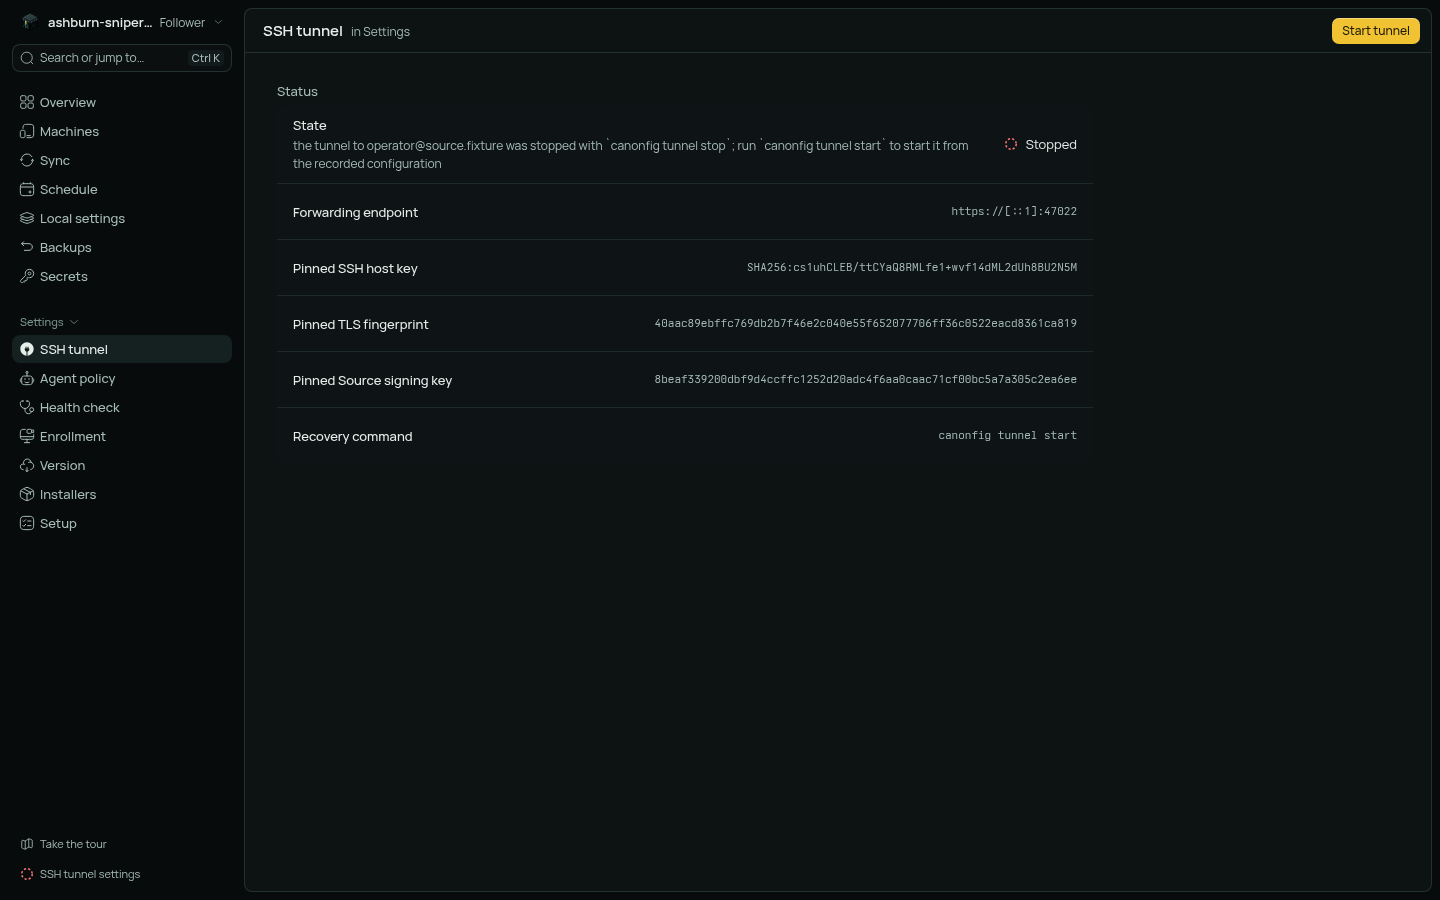 ashburn-sniper... Follower
Search or jump to... Ctrl K
Overview
Machines
Sync
Schedule
Local settings
Backups
Secrets
Settings
SSH tunnel
Agent policy
Health check
Enrollment
Version
Installers
Setup
Take the tour
SSH tunnel settings
SSH tunnel in Settings
Start tunnel
Status
State
the tunnel to operator@source.fixture was stopped with `canonfig tunnel stop`; run `canonfig tunnel start` to start it from
the recorded configuration
Stopped
Forwarding endpoint
https://[::1]:47022
Pinned SSH host key
SHA256:cs1uhCLEB/ttCYaQ8RMLfe1+wvf14dML2dUh8BU2N5M
Pinned TLS fingerprint
40aac89ebffc769db2b7f46e2c040e55f652077706ff36c0522eacd8361ca819
Pinned Source signing key
8beaf339200dbf9d4ccffc1252d20adc4f6aa0caac71cf00bc5a7a305c2ea6ee
Recovery command
canonfig tunnel start